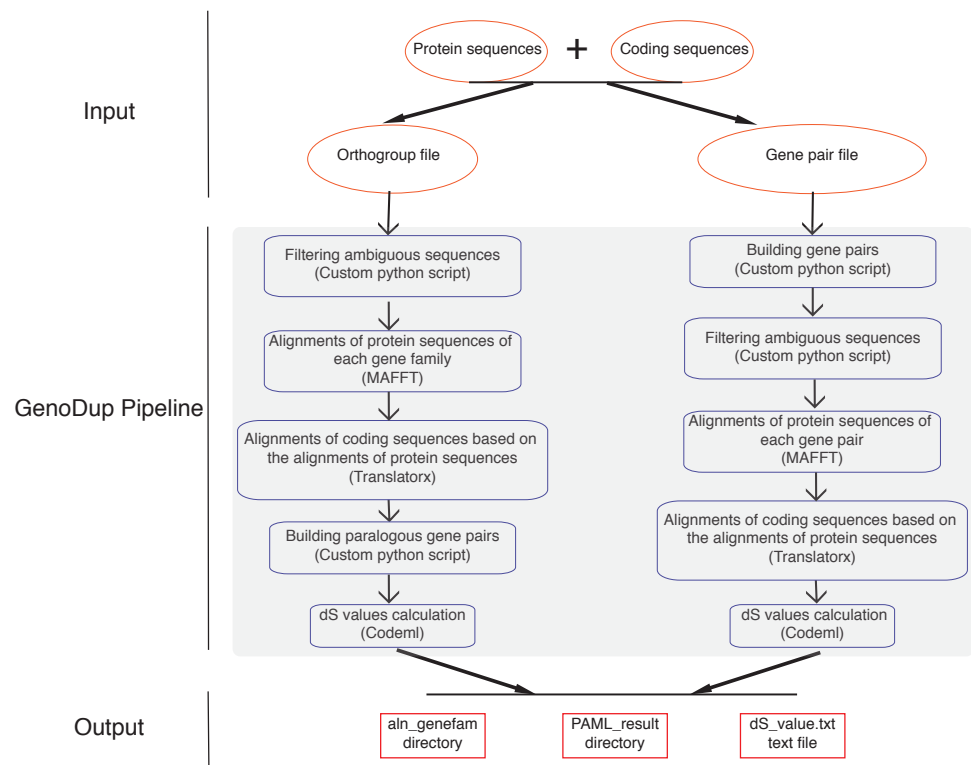 Input
Protein sequences
+
Coding sequences
Orthogroup file
Gene pair file
GenoDup Pipeline
Filtering ambiguous sequences
(Custom python script)
Alignments of protein sequences of
each gene family
(MAFFT)
Alignments of coding sequences based on
the alignments of protein sequences
(Translatorx)
Building paralogous gene pairs
(Custom python script)
dS values calculation
(Codeml)
Building gene pairs
(Custom python script)
Filtering ambiguous sequences
(Custom python script)
Alignments of protein sequences of
each gene pair
(MAFFT)
Alignments of coding sequences based on
the alignments of protein sequences
(Translatorx)
dS values calculation
(Codeml)
Output
aln_genefam
directory
PAML_result
directory
dS_value.txt
text file